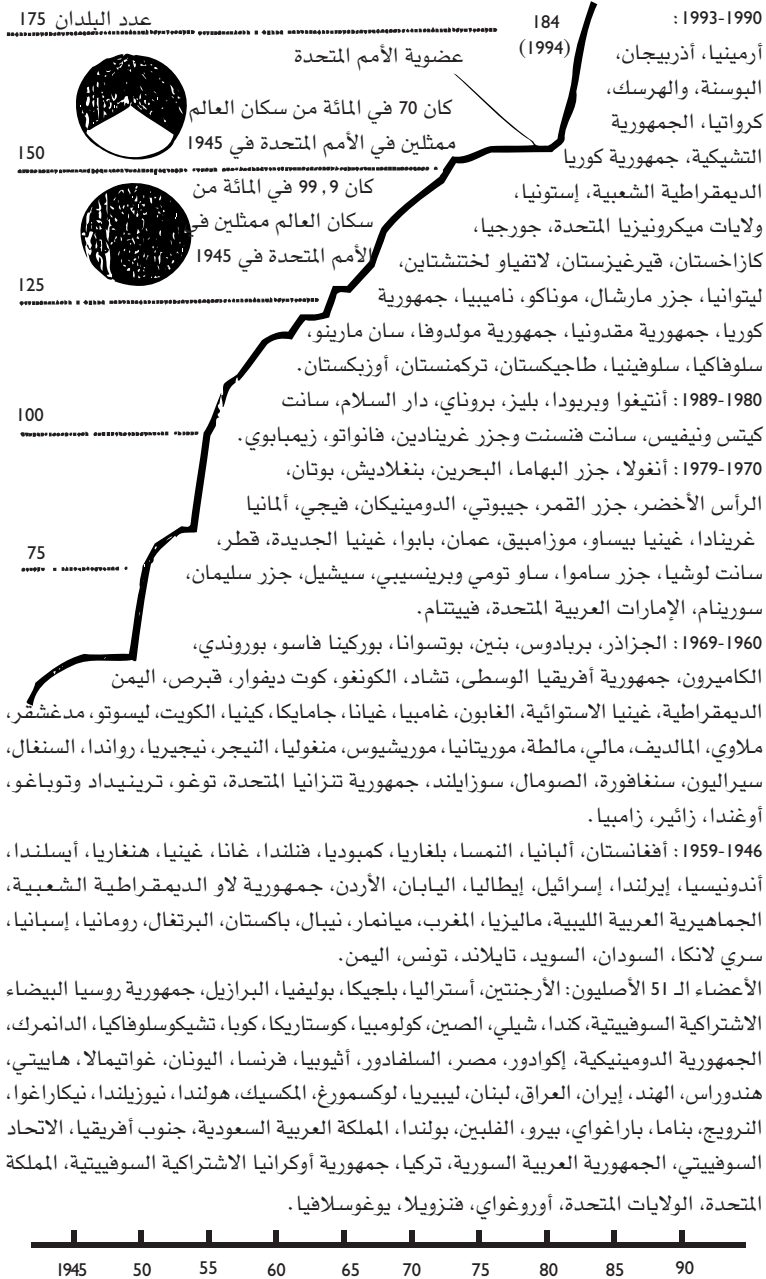 عدد البلدان 175
184
(1994)
عضوية الأمم المتحدة
كان 70 في المائة من سكان العالم
ممثلين في الأمم المتحدة في 1945
150
كان 99,9 في المائة من
سكان العالم ممثلين في
الأمم المتحدة في 1945
125
100
75
1990-1993 :
أرمينيا، أذربيجان،
البوسنة، والهرسك،
كرواتيا، الجمهورية
التشيكية، جمهورية كوريا
الديمقراطية الشعبية، إستونيا،
ولايات ميكرونيزيا المتحدة، جورجيا،
كازاخستان، قيرغيزستان، لاتفياو لختنشتاين،
ليتوانيا، جزر مارشال، موناكو، ناميبيا، جمهورية
كوريا، جمهورية مقدونيا، جمهورية مولدوفا، سان مارينو،
سلوفاكيا، سلوفينيا، طاجيكستان، تركمنستان، أوزبكستان.
1980-1989: أنتيغوا وبربودا، بليز، بروناي، دار السلام، سانت
كيتس ونيفيس، سانت فنسنت وجزر غرينادين، فانواتو، زيمبابوي.
1970-1979: أنغولا، جزر البهاما، البحرين، بنغلاديش، بوتان،
الرأس الأخضر، جزر القمر، جيبوتي، الدومينيكان، فيجي، ألمانيا
غرينادا، غينيا بيساو، موزامبيق، عمان، بابوا، غينيا الجديدة، قطر،
سانت لوشيا، جزر ساموا، ساو تومي وبرينسيبي، سيشيل، جزر سليمان،
سورينام، الإمارات العربية المتحدة، فييتنام.
1960-1969: الجزاذر، بربادوس، بنين، بوتسوانا، بوركينا فاسو، بوروندي،
الكاميرون، جمهورية أفريقيا الوسطى، تشاد، الكونغو، كوت ديفوار، قبرص، اليمن
الديمقراطية، غينيا الاستوائية، الغابون، غامبيا، غيانا، جامايكا، كينيا، الكويت، ليسوتو، مدغشقر،
ملاوي، المالديف، مالي، مالطة، موريتانيا، موريشيوس، منغوليا، النيجر، نيجيريا، رواندا، السنغال،
سيراليون، سنغافورة، الصومال، سوزايلند، جمهورية تنزانيا المتحدة، توغو، ترينيداد وتوباغو،
أوغندا، زائير، زامبيا.
1946-1959: أفغانستان، ألبانيا، النمسا، بلغاريا، كمبوديا، فنلندا، غانا، غينيا، هنغاريا، أيسلندا،
أندونيسيا، إيرلندا، إسرائيل، إيطاليا، اليابان، الأردن، جمهورية لاو الديمقراطية الشعبية،
الجماهيرية العربية الليبية، ماليزيا، المغرب، ميانمار، نيبال، باكستان، البرتغال، رومانيا، إسبانيا،
سري لانكا، السودان، السويد، تايلاند، تونس، اليمن.
الأعضاء الـ 51 الأصليون: الأرجنتين، أستراليا، بلجيكا، بوليفيا، البرازيل، جمهورية روسيا البيضاء
الاشتراكية السوفييتية، كندا، شيلي، الصين، كولومبيا، كوستاريكا، كوبا، تشيكوسلوفاكيا، الدانمرك،
الجمهورية الدومينيكية، إكوادور، مصر، السلفادور، أثيوبيا، فرنسا، اليونان، غواتيمالا، هاييتي،
هندوراس، الهند، إيران، العراق، لبنان، ليبيريا، لوكسمورغ، المكسيك، هولندا، نيوزيلندا، نيكاراغوا،
النرويج، بناما، باراغواي، بيرو، الفلبين، بولندا، المملكة العربية السعودية، جنوب أفريقيا، الاتحاد
السوفييتي، الجمهورية العربية السورية، تركيا، جمهورية أوكرانيا الاشتراكية السوفييتية، المملكة
المتحدة، الولايات المتحدة، أوروغواي، فنزويلا، يوغوسلافيا.
1945 50 55 60 65 70 75 80 85 90